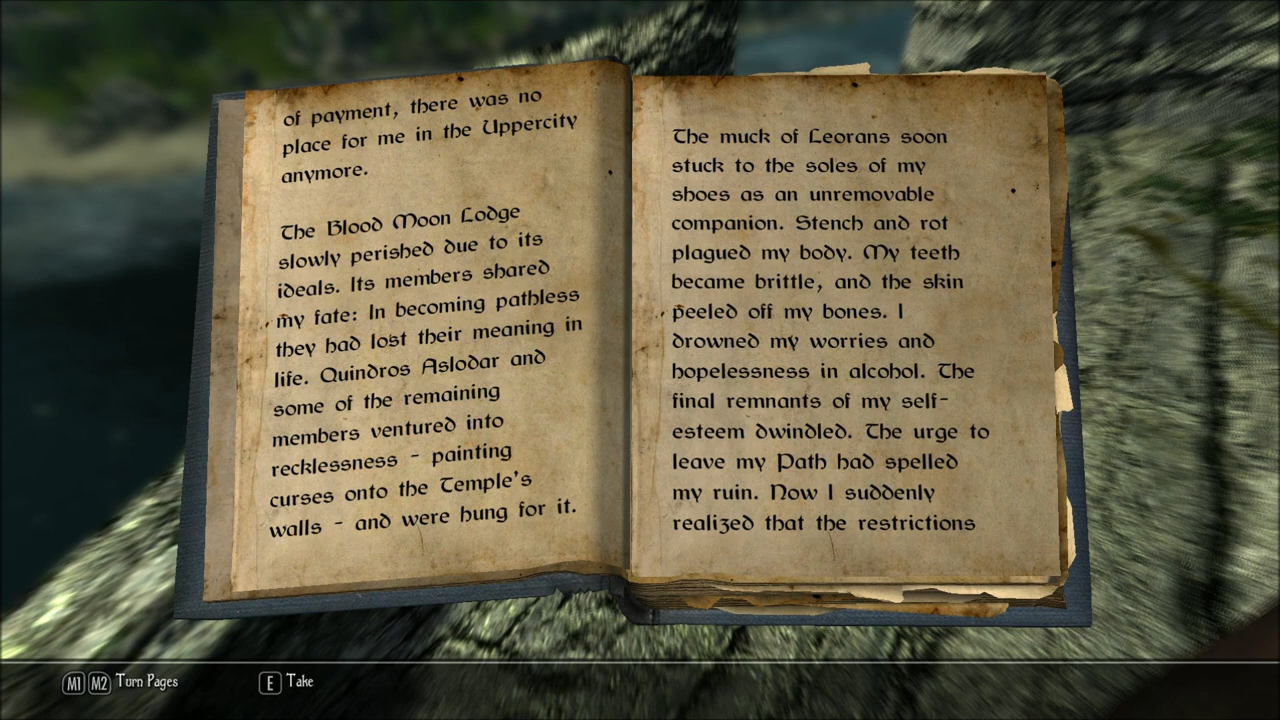 of payment, there was no
place for me in the Uppercity
anymore.
The Blood Moon Lodge
slowly perished due to its
ideals. Its members shared
my fate: In becoming pathless
they had lost their meaning in
life. Quindros Aslodar and
some of the remaining
members ventured into
recklessness - painting
curses onto the Temple's
walls - and were hung for it.
The muck of Leorans soon
stuck to the soles of my
shoes as an unremovable
companion. Stench and rot
plagued my body. My teeth
became brittle, and the skin
peeled off my bones. I
drowned my worries and
hopelessness in alcohol. The
final remnants of my self-
esteem dwindled. The urge to
leave my Path had spelled
my ruin. Now I suddenly
realized that the restrictions
M1 M2 Turn Pages
E Take